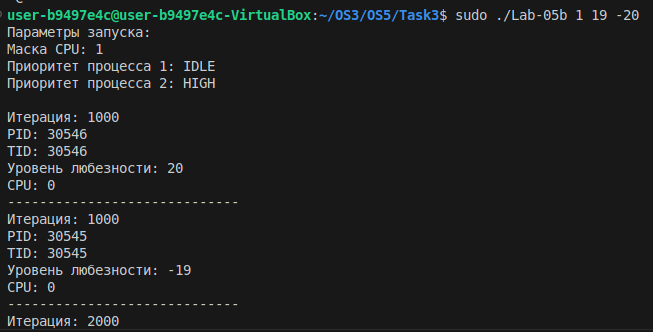 user-b9497e4c@user-b9497e4c-VirtualBox:~/OS3/OS5/Task3$ sudo ./Lab-05b 1 19 -20
Параметры запуска:
Маска CPU: 1
Приоритет процесса 1: IDLE
Приоритет процесса 2: HIGH
Итерация: 1000
PID: 30546
TID: 30546
Уровень любезности: 20
CPU: 0
-----------------------------
Итерация: 1000
PID: 30545
TID: 30545
Уровень любезности: -19
CPU: 0
-----------------------------
Итерация: 2000